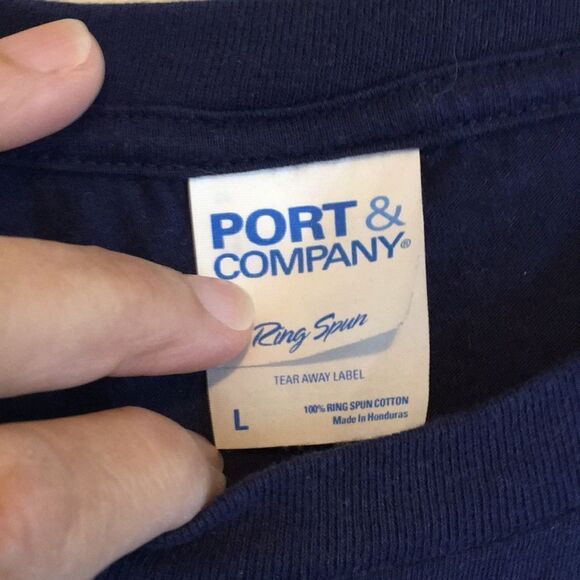 PORT &
COMPANY®
Ring Spun
TEAR AWAY LABEL
L
100% RING SPUN COTTON
Made in Honduras